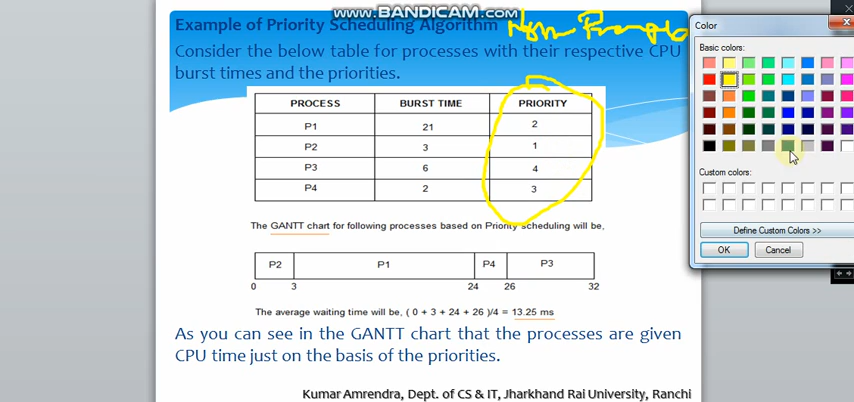 www.BANDICAM.com
Example of Priority Scheduling Algorithm Non
Consider the below table for processes with their respective CPU
burst times and the priorities.
PROCESS BURST TIME PRIORITY
P1 21 2
P2 3 1
P3 6 4
P4 2 3
The GANTT chart for following processes based on Priority scheduling will be,
P2 P1 P4 P3
0 3 24 26 32
The average waiting time will be, ( 0 + 3 + 24 + 26 )/4 = 13.25 ms
As you can see in the GANTT chart that the processes are given
CPU time just on the basis of the priorities.
Kumar Amrendra, Dept. of CS & IT, Jharkhand Rai University, Ranchi
Color
Basic colors:
Custom colors:
Define Custom Colors >>
OK Cancel